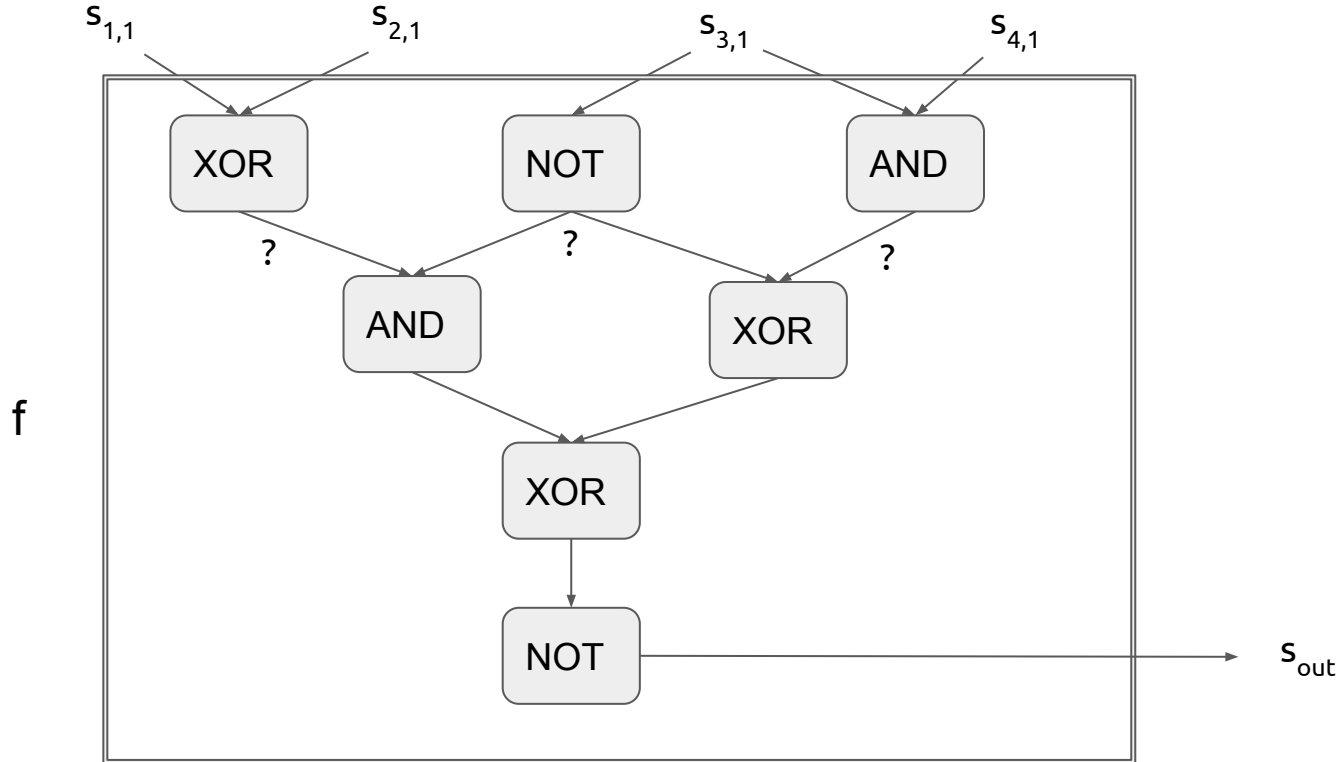 s1,1
s2,1
s3,1
s4,1
XOR
NOT
AND
?
?
?
AND
XOR
f
XOR
NOT
sout